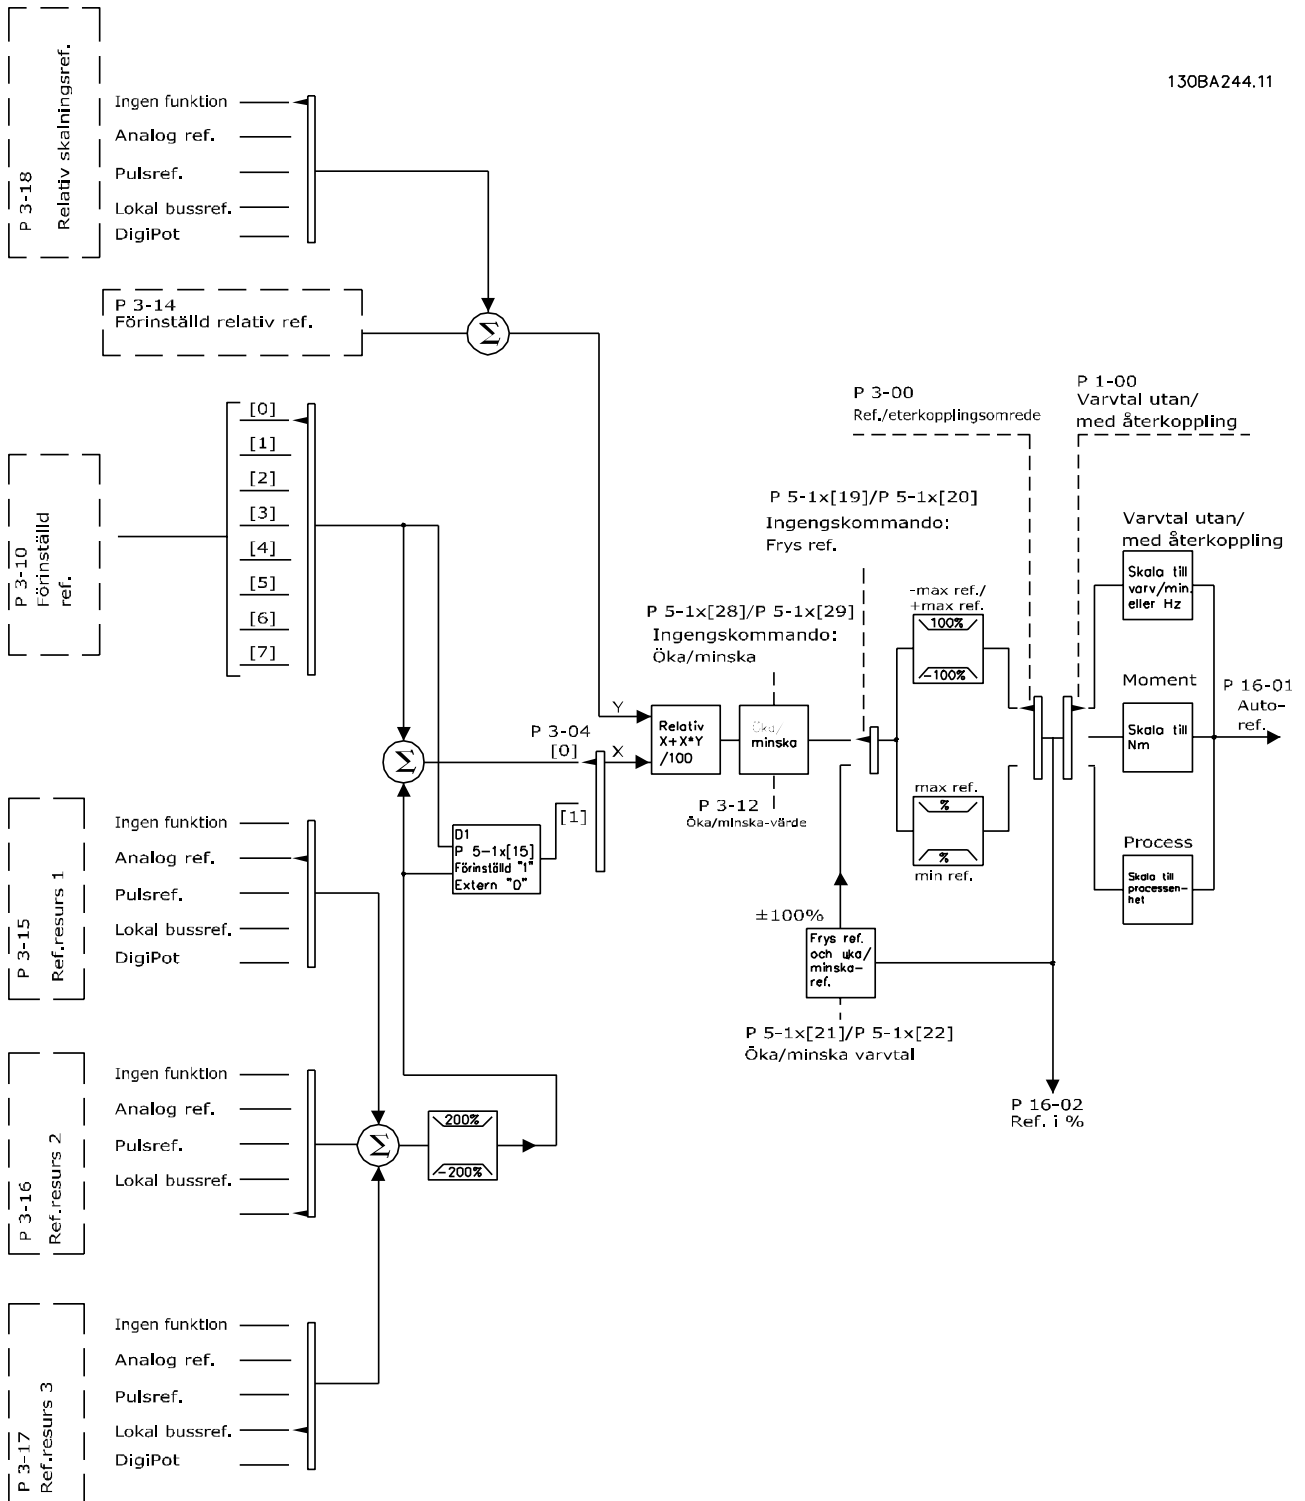 130BA244.11
P 3-18
Relativ skalningsref.
Ingen funktion
Analog ref.
Pulsref.
Lokal bussref.
DigiPot
P 3-14
Förinställd relativ ref.
Σ
P 3-10
Förinställd
ref.
[0]
[1]
[2]
[3]
[4]
[5]
[6]
[7]
Σ
P 3-04
[0]
[1]
Y
X
D1
P 5-1x[15]
Förinställd "1"
Extern "0"
Relativ
X+X*Y
/100
P 5-1x[28]/P 5-1x[29]
Ingengskommando:
Öka/minska
Öka/
minska
P 3-12
Öka/minska-värde
P 5-1x[19]/P 5-1x[20]
Ingengskommando:
Frys ref.
P 3-00
Ref./eterkopplingsomrede
-max ref./
+max ref.
100%
-100%
max ref.
%
%
min ref.
±100%
Frys ref.
och uka/
minska-
ref.
P 5-1x[21]/P 5-1x[22]
Öka/minska varvtal
P 1-00
Varvtal utan/
med återkoppling
Varvtal utan/
med återkoppling
Skala till
varv/min.
eller Hz
Moment
Skala till
Nm
Process
Skala till
processen-
het
P 16-01
Auto-
ref.
P 16-02
Ref. i %
P 3-15
Ref.resurs 1
Ingen funktion
Analog ref.
Pulsref.
Lokal bussref.
DigiPot
P 3-16
Ref.resurs 2
Ingen funktion
Analog ref.
Pulsref.
Lokal bussref.
Σ
200%
-200%
P 3-17
Ref.resurs 3
Ingen funktion
Analog ref.
Pulsref.
Lokal bussref.
DigiPot